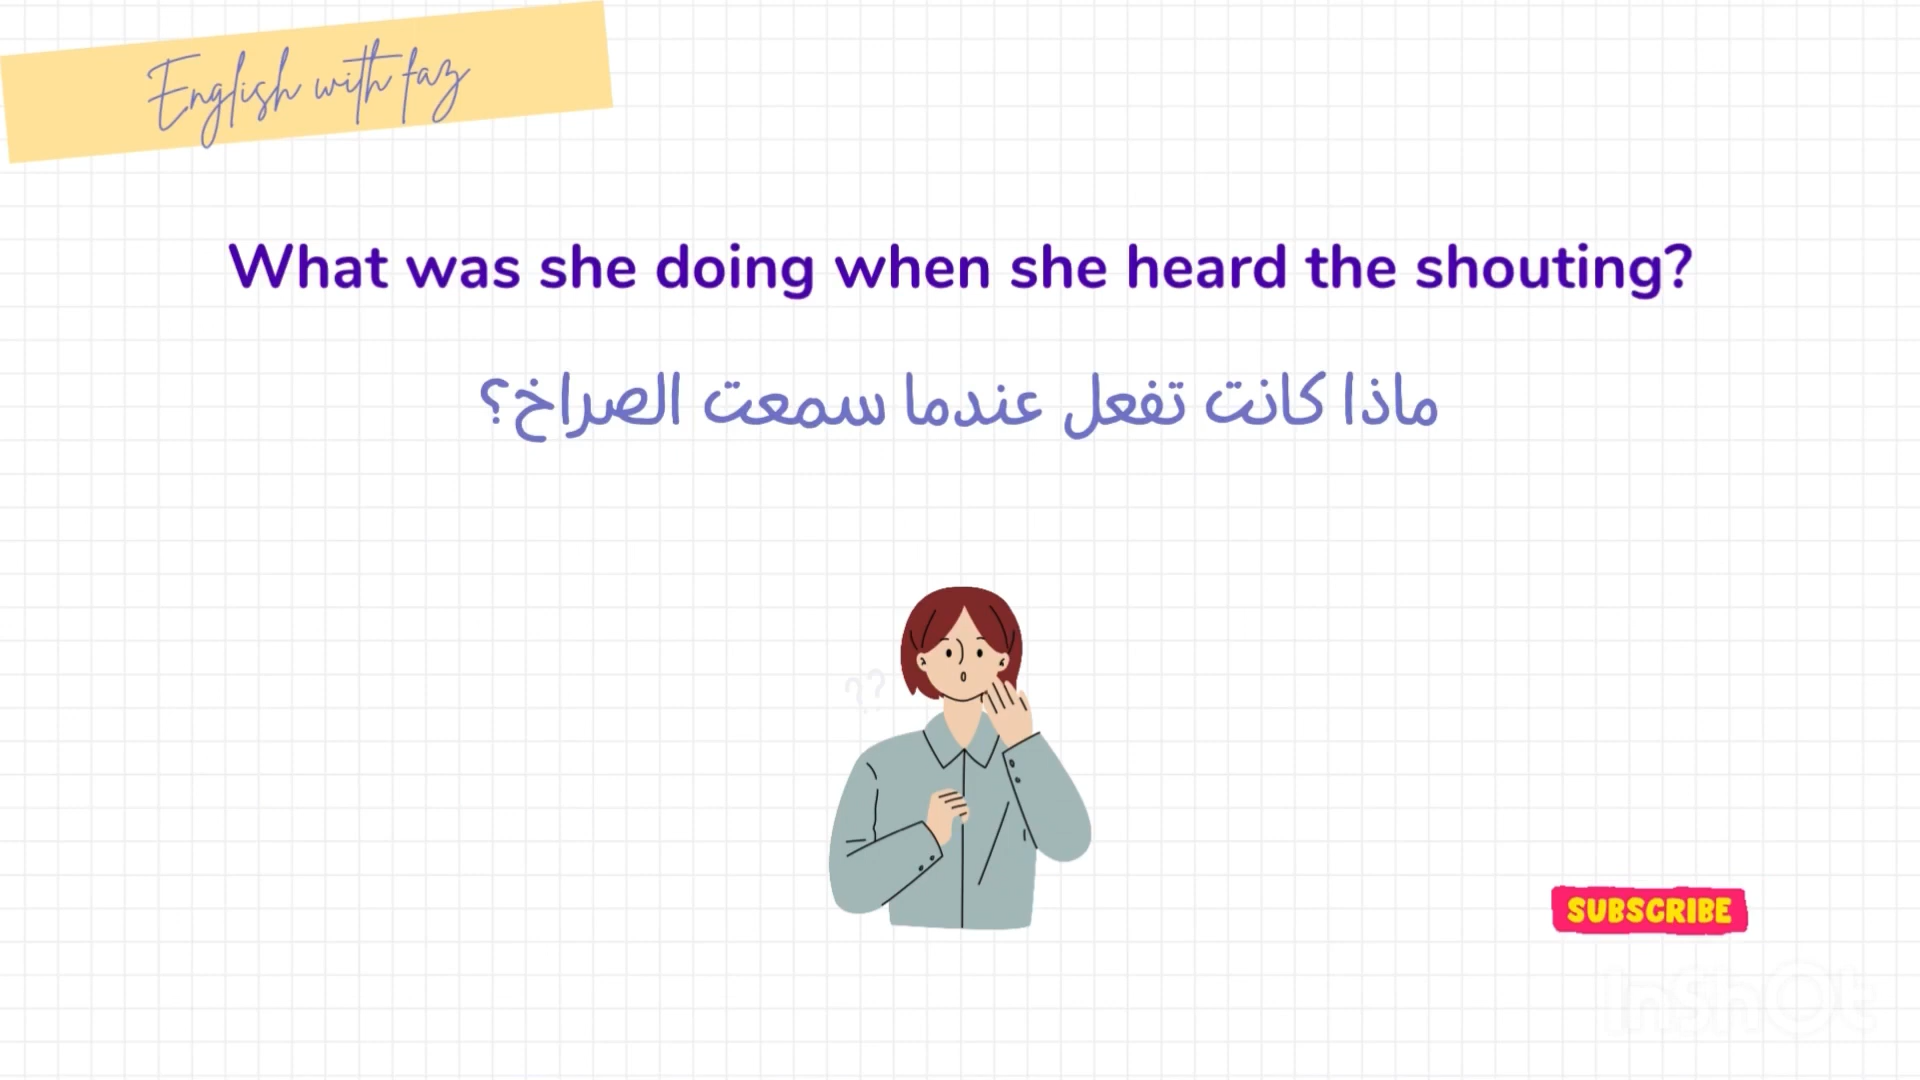 English with faz
What was she doing when she heard the shouting?
ماذا كانت تفعل عندما سمعت الصراخ؟
??
SUBSCRIBE
InShOt